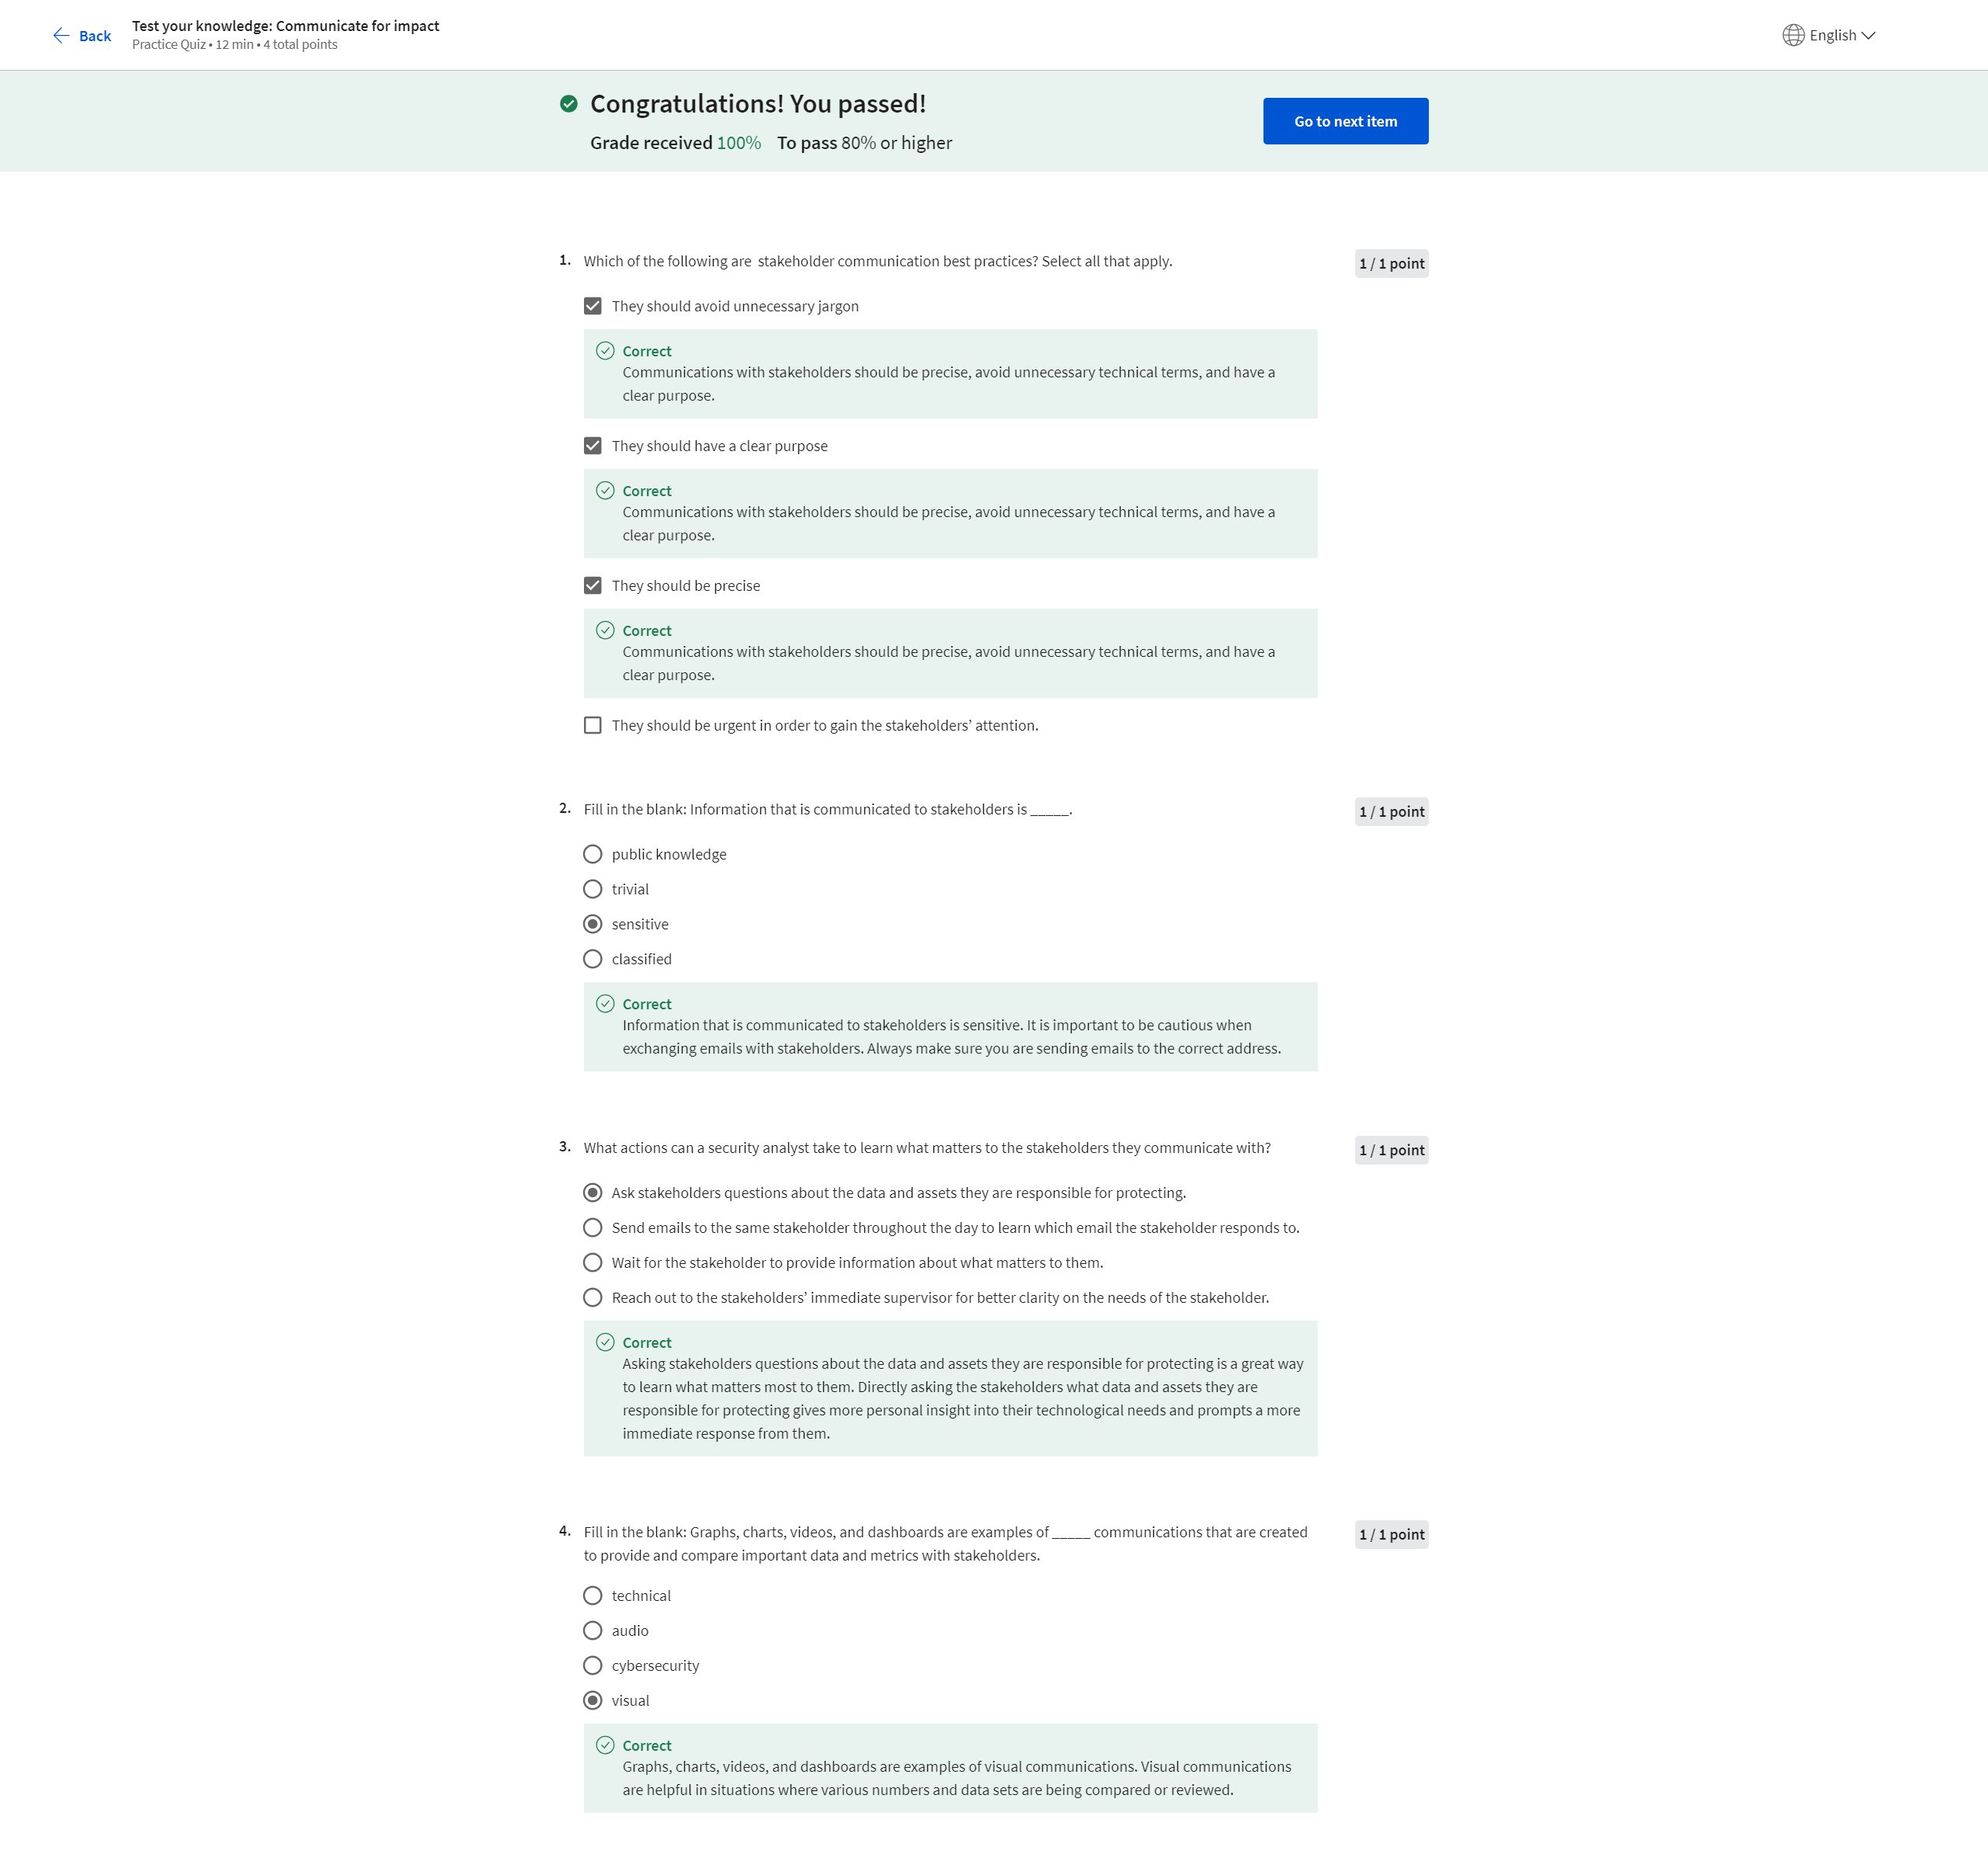 Back
Test your knowledge: Communicate for impact
Practice Quiz • 12 min • 4 total points
English
Congratulations! You passed!
Grade received 100% To pass 80% or higher
Go to next item
1. Which of the following are stakeholder communication best practices? Select all that apply.
1 / 1 point
They should avoid unnecessary jargon
Correct
Communications with stakeholders should be precise, avoid unnecessary technical terms, and have a
clear purpose.
They should have a clear purpose
Correct
Communications with stakeholders should be precise, avoid unnecessary technical terms, and have a
clear purpose.
They should be precise
Correct
Communications with stakeholders should be precise, avoid unnecessary technical terms, and have a
clear purpose.
They should be urgent in order to gain the stakeholders’ attention.
2. Fill in the blank: Information that is communicated to stakeholders is _____.
1 / 1 point
public knowledge
trivial
sensitive
classified
Correct
Information that is communicated to stakeholders is sensitive. It is important to be cautious when
exchanging emails with stakeholders. Always make sure you are sending emails to the correct address.
3. What actions can a security analyst take to learn what matters to the stakeholders they communicate with?
1 / 1 point
Ask stakeholders questions about the data and assets they are responsible for protecting.
Send emails to the same stakeholder throughout the day to learn which email the stakeholder responds to.
Wait for the stakeholder to provide information about what matters to them.
Reach out to the stakeholders’ immediate supervisor for better clarity on the needs of the stakeholder.
Correct
Asking stakeholders questions about the data and assets they are responsible for protecting is a great way
to learn what matters most to them. Directly asking the stakeholders what data and assets they are
responsible for protecting gives more personal insight into their technological needs and prompts a more
immediate response from them.
4. Fill in the blank: Graphs, charts, videos, and dashboards are examples of _____ communications that are created
to provide and compare important data and metrics with stakeholders.
1 / 1 point
technical
audio
cybersecurity
visual
Correct
Graphs, charts, videos, and dashboards are examples of visual communications. Visual communications
are helpful in situations where various numbers and data sets are being compared or reviewed.